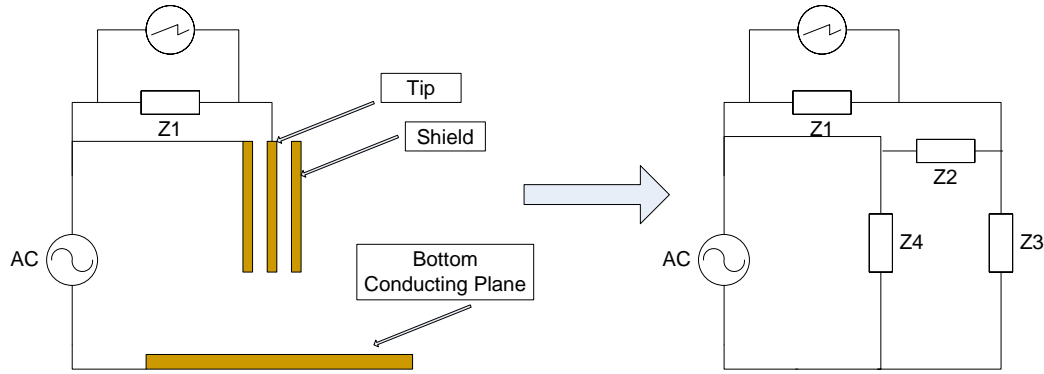 Z1
Tip
Shield
AC
Bottom
Conducting Plane
Z1
Z2
Z4
Z3
AC